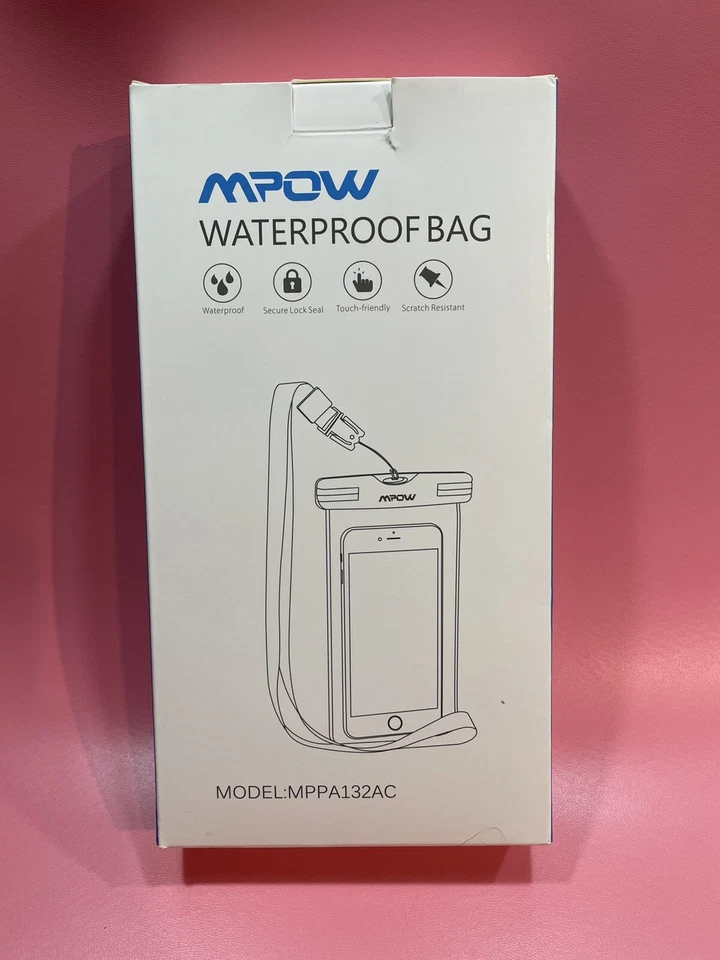 MPOW
WATERPROOF BAG
Waterproof Secure Lock Seal Touch-friendly Scratch Resistant
MPOW
MODEL:MPPA132AC